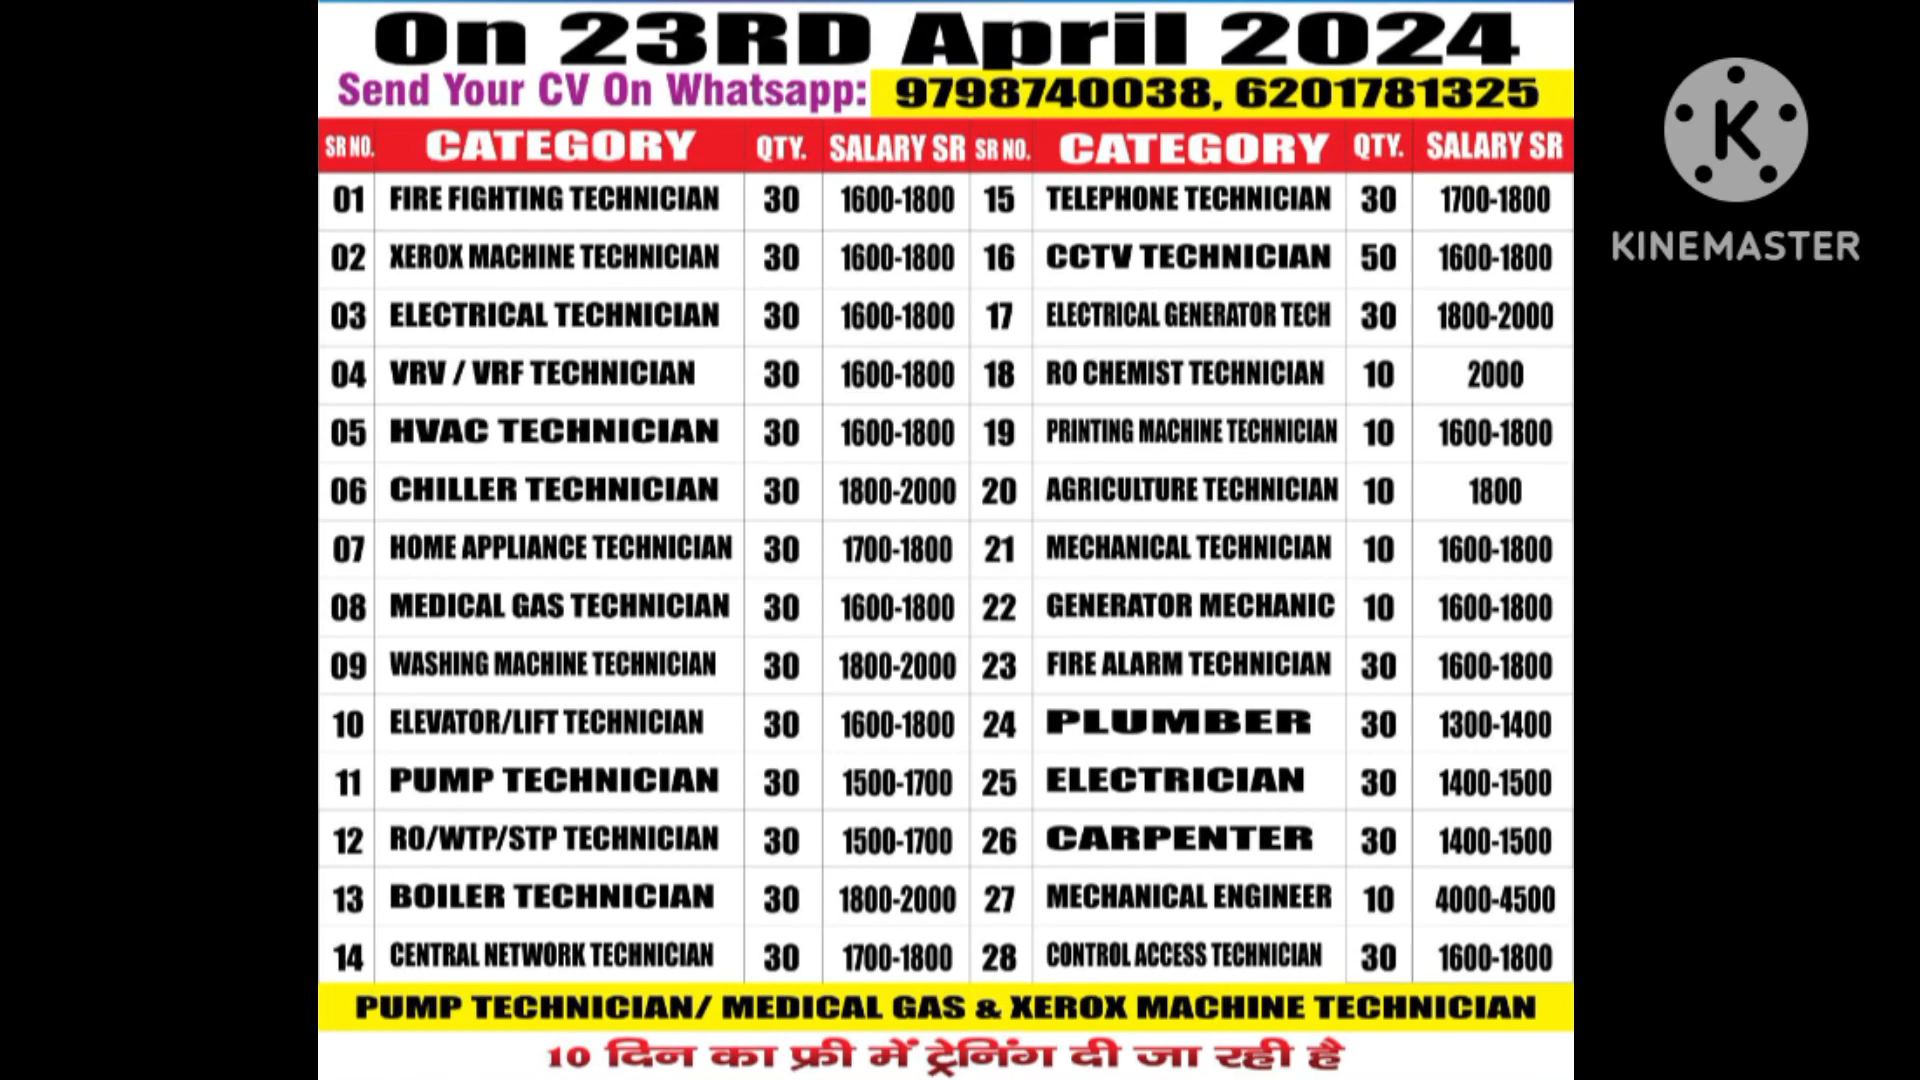 On 23RD April 2024
Send Your CV On Whatsapp: 9798740038, 6201781325
SR NO. CATEGORY QTY. SALARY SR SR NO. CATEGORY QTY. SALARY SR
01 FIRE FIGHTING TECHNICIAN 30 1600-1800 15 TELEPHONE TECHNICIAN 30 1700-1800
02 XEROX MACHINE TECHNICIAN 30 1600-1800 16 CCTV TECHNICIAN 50 1600-1800
03 ELECTRICAL TECHNICIAN 30 1600-1800 17 ELECTRICAL GENERATOR TECH 30 1800-2000
04 VRV / VRF TECHNICIAN 30 1600-1800 18 RO CHEMIST TECHNICIAN 10 2000
05 HVAC TECHNICIAN 30 1600-1800 19 PRINTING MACHINE TECHNICIAN 10 1600-1800
06 CHILLER TECHNICIAN 30 1800-2000 20 AGRICULTURE TECHNICIAN 10 1800
07 HOME APPLIANCE TECHNICIAN 30 1700-1800 21 MECHANICAL TECHNICIAN 10 1600-1800
08 MEDICAL GAS TECHNICIAN 30 1600-1800 22 GENERATOR MECHANIC 10 1600-1800
09 WASHING MACHINE TECHNICIAN 30 1800-2000 23 FIRE ALARM TECHNICIAN 30 1600-1800
10 ELEVATOR/LIFT TECHNICIAN 30 1600-1800 24 PLUMBER 30 1300-1400
11 PUMP TECHNICIAN 30 1500-1700 25 ELECTRICIAN 30 1400-1500
12 RO/WTP/STP TECHNICIAN 30 1500-1700 26 CARPENTER 30 1400-1500
13 BOILER TECHNICIAN 30 1800-2000 27 MECHANICAL ENGINEER 10 4000-4500
14 CENTRAL NETWORK TECHNICIAN 30 1700-1800 28 CONTROL ACCESS TECHNICIAN 30 1600-1800
PUMP TECHNICIAN/ MEDICAL GAS & XEROX MACHINE TECHNICIAN
10 दिन का फ्री में ट्रेनिंग दी जा रही है
K
KINEMASTER